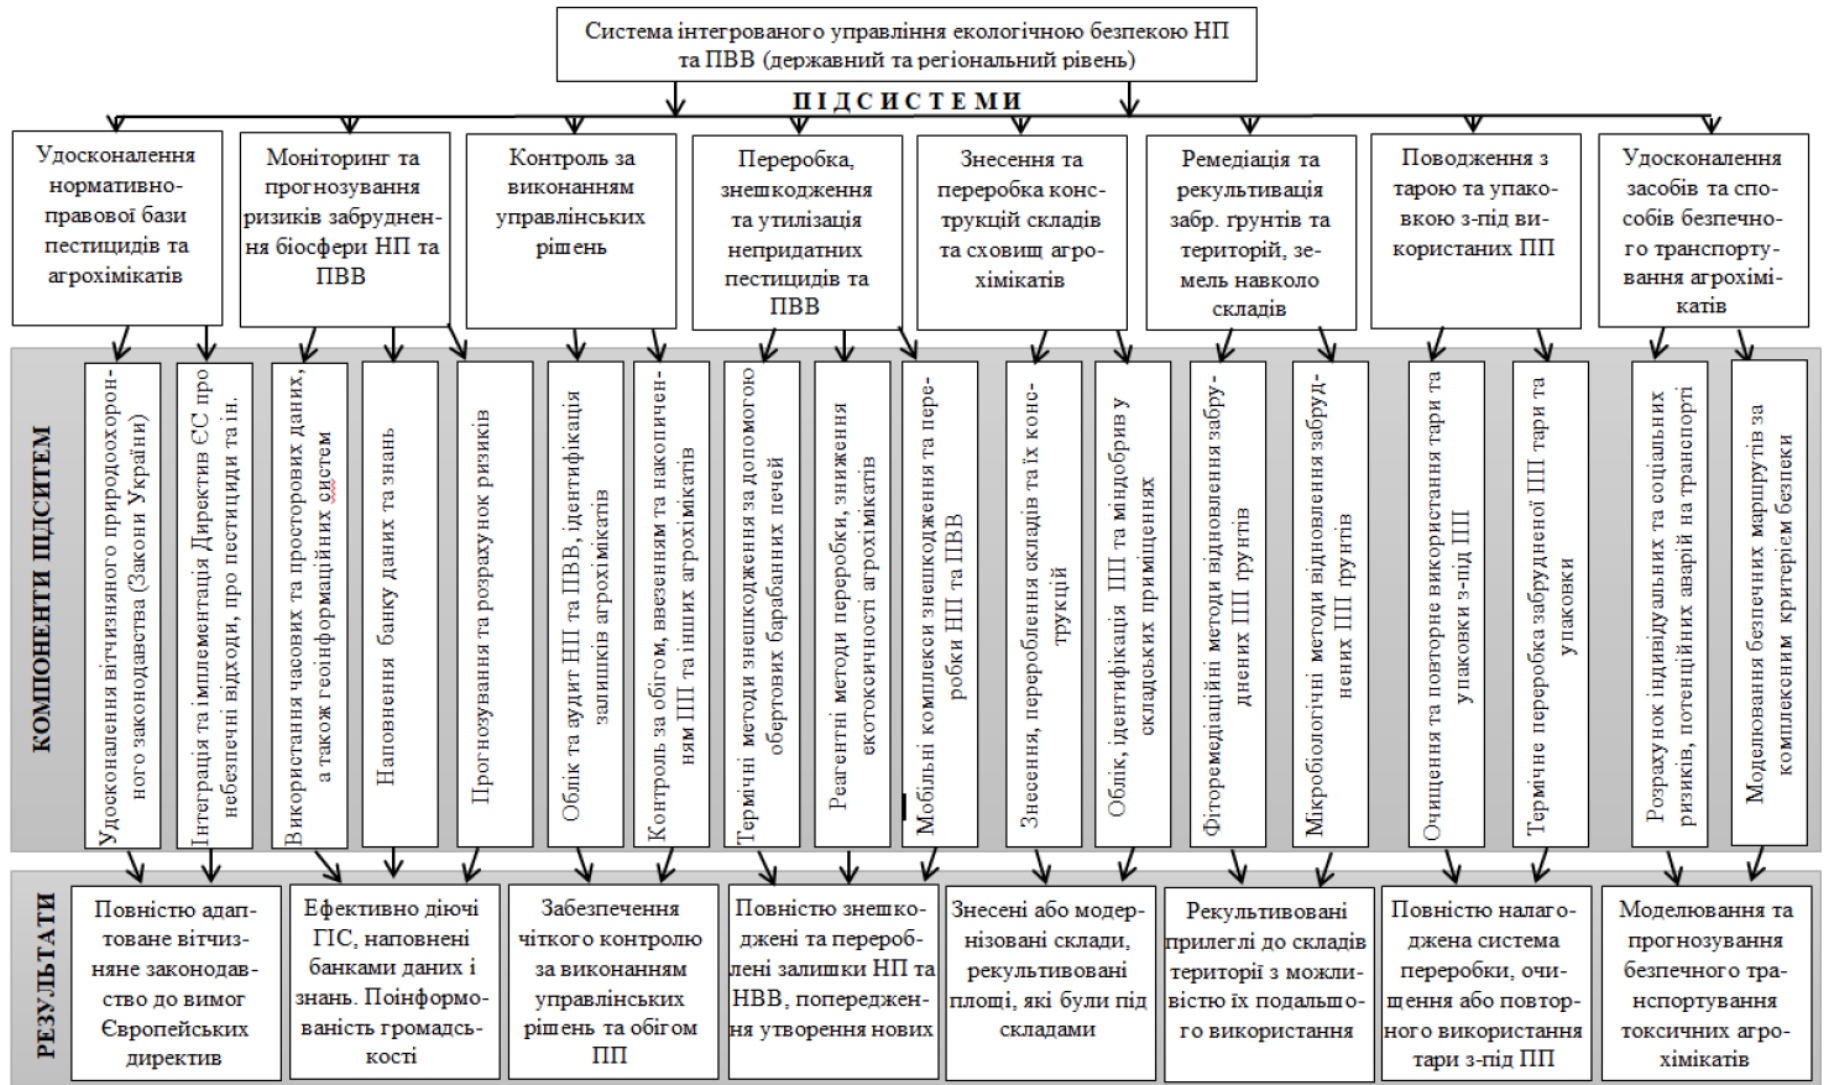 Система інтегрованого управління екологічною безпекою НП
та ПВВ (державний та регіональний рівень)
ПІДСИСТЕМИ
Удосконалення
нормативно-
правової бази
пестицидів та
агрохімікатів
Моніторинг та
прогнозування
ризиків забруднен-
ня біосфери НП та
ПВВ
Контроль за
виконанням
управлінських
рішень
Переробка,
знешкодження
та утилізація
непридатних
пестицидів та
ПВВ
Знесення та
переробка конс-
трукцій складів
та сховищ агро-
хімікатів
Ремедіація та
рекультивація
забр. ґрунтів та
територій, зе-
мель навколо
складів
Поводження з
тарою та упако-
вкою з-під ви-
користаних ПП
Удосконалення
засобів та спо-
собів безпечно-
го транспорту-
вання агрохімі-
катів
КОМПОНЕНТИ ПІДСИТЕМ
Удосконалення вітчизняного природоохорон-
ного законодавства (Закони України)
Інтеграція та імплементація Директив ЄС про
небезпечні відходи, про пестициди та ін.
Використання часових та просторових даних,
а також геоінформаційних систем
Наповнення банку даних та знань
Прогнозування та розрахунок ризиків
Облік та аудит НП та ПВВ, ідентифікація
залишків агрохімікатів
Контроль за обігом, ввезенням та накопичен-
ням ПП та інших агрохімікатів
Термічні методи знешкодження за допомогою
обертових барабанних печей
Реагентні методи переробки, зниження
екотоксичності агрохімікатів
Мобільні комплекси знешкодження та пере-
робки НП та ПВВ
Знесення, перероблення складів та їх конс-
трукцій
Облік, ідентифікація ПП та міндобрив у
складських приміщеннях
Фіторемедіаційні методи відновлення забру-
днених ПП ґрунтів
Мікробіологічні методи відновлення забруд-
нених ПП ґрунтів
Очищення та повторне використання тари та
упаковки з-під ПП
Термічне переробка забрудненої ПП тари та
упаковки
Розрахунок індивідуальних та соціальних
ризиків, потенційних аварій на транспорті
Моделювання безпечних маршрутів за
комплексним критерієм безпеки
РЕЗУЛЬТАТИ
Повністю адап-
товане вітчиз-
няне законодав-
ство до вимог
Європейських
директив
Ефективно діючі
ГІС, наповнені
банками даних і
знань. Поінформо-
ваність громадсь-
кості
Забезпечення
чіткого контролю
за виконанням
управлінських
рішень та обігом
ПП
Повністю знешко-
джені та перероб-
лені залишки НП та
НВВ, попереджен-
ня утворення нових
Знесені або модер-
нізовані склади,
рекультивовані
площі, які були під
складами
Рекультивовані
прилеглі до складів
території з можли-
вістю їх подальшо-
го використання
Повністю налаго-
джена система
переробки, очи-
щення або повтор-
ного використання
тари з-під ПП
Моделювання та
прогнозування
безпечного тра-
нспортування
токсичних агро-
хімікатів